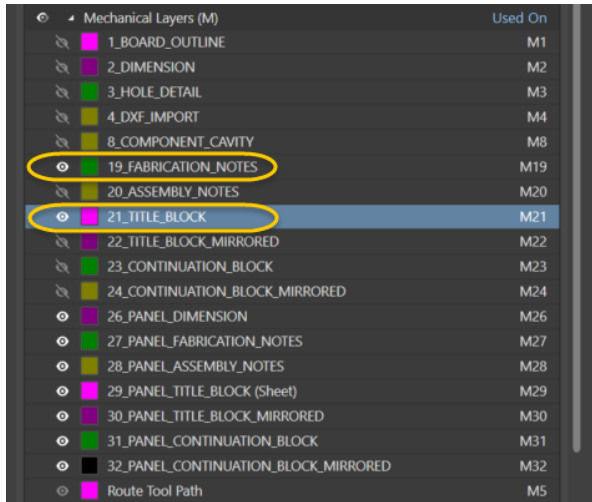 Mechanical Layers (M) Used On
1_BOARD_OUTLINE M1
2_DIMENSION M2
3_HOLE_DETAIL M3
4_DXF_IMPORT M4
8_COMPONENT_CAVITY M8
19_FABRICATION_NOTES M19
20_ASSEMBLY_NOTES M20
21_TITLE_BLOCK M21
22_TITLE_BLOCK_MIRRORED M22
23_CONTINUATION_BLOCK M23
24_CONTINUATION_BLOCK_MIRRORED M24
26_PANEL_DIMENSION M26
27_PANEL_FABRICATION_NOTES M27
28_PANEL_ASSEMBLY_NOTES M28
29_PANEL_TITLE_BLOCK (Sheet) M29
30_PANEL_TITLE_BLOCK_MIRRORED M30
31_PANEL_CONTINUATION_BLOCK M31
32_PANEL_CONTINUATION_BLOCK_MIRRORED M32
Route Tool Path M5